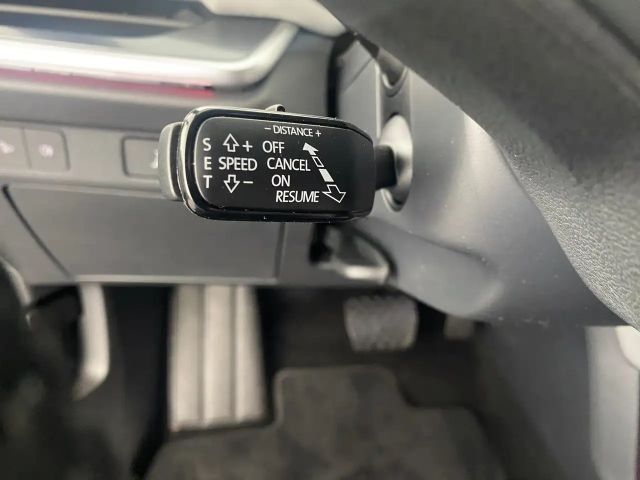 - DISTANCE +
S + OFF
E SPEED CANCEL
T - ON
RESUME